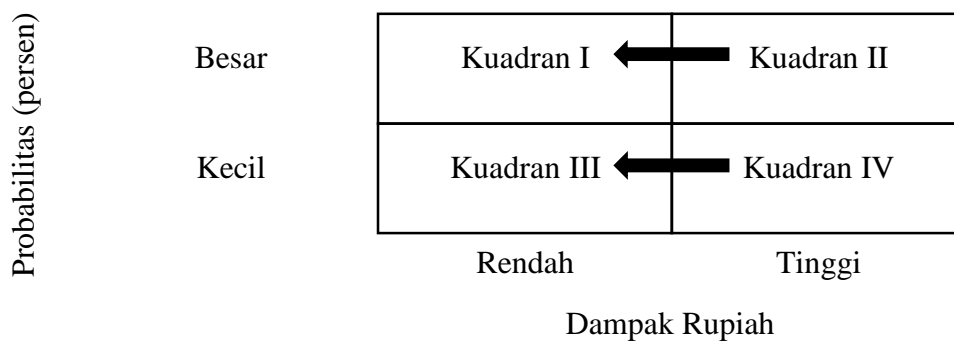 Probabilitas (persen)
Besar
Kuadran I
Kuadran II
Kecil
Kuadran III
Kuadran IV
Rendah
Tinggi
Dampak Rupiah